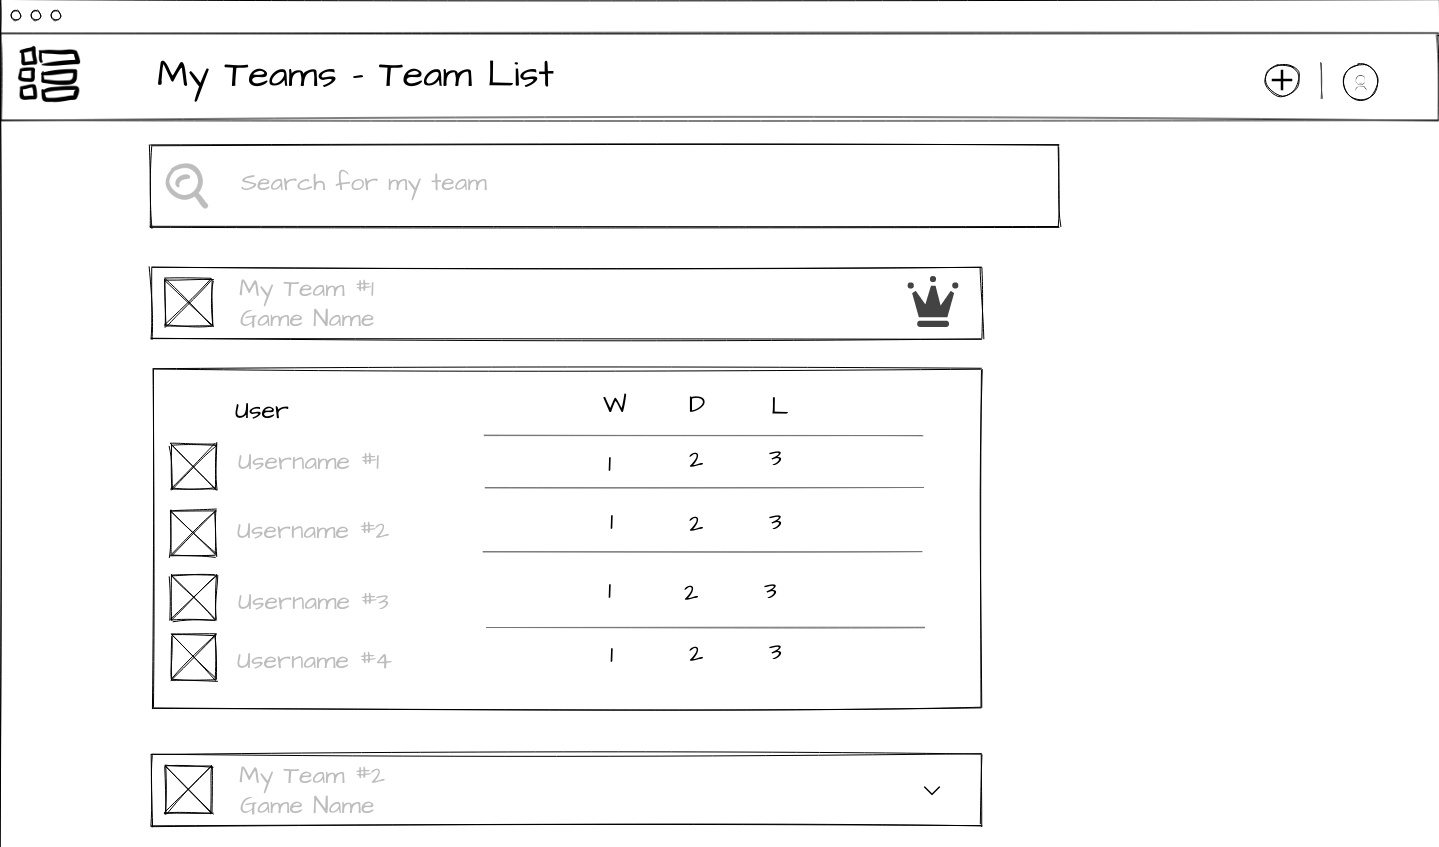 My Teams - Team List
Search for my team
My Team #1
Game Name
User W D L
Username #1 1 2 3
Username #2 1 2 3
Username #3 1 2 3
Username #4 1 2 3
My Team #2
Game Name